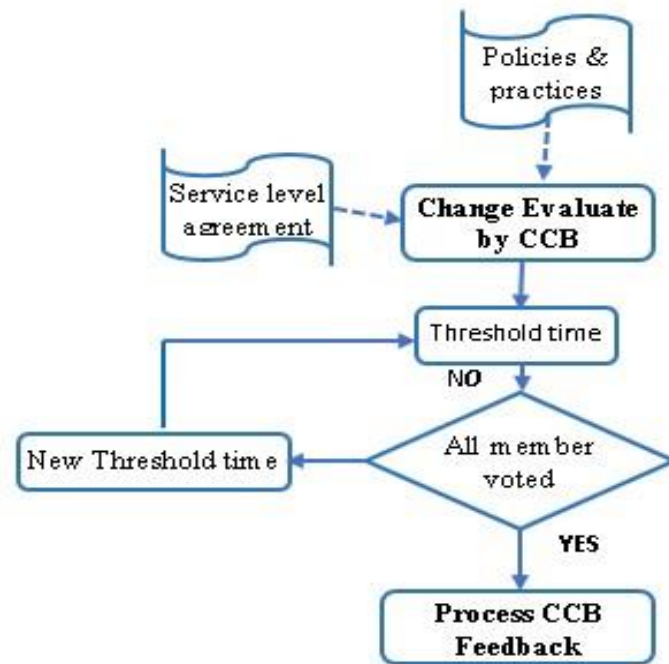 Policies &
practices
Service level
agreement
Change Evaluate
by CCB
Threshold time
NO
New Threshold time
All member
voted
YES
Process CCB
Feedback